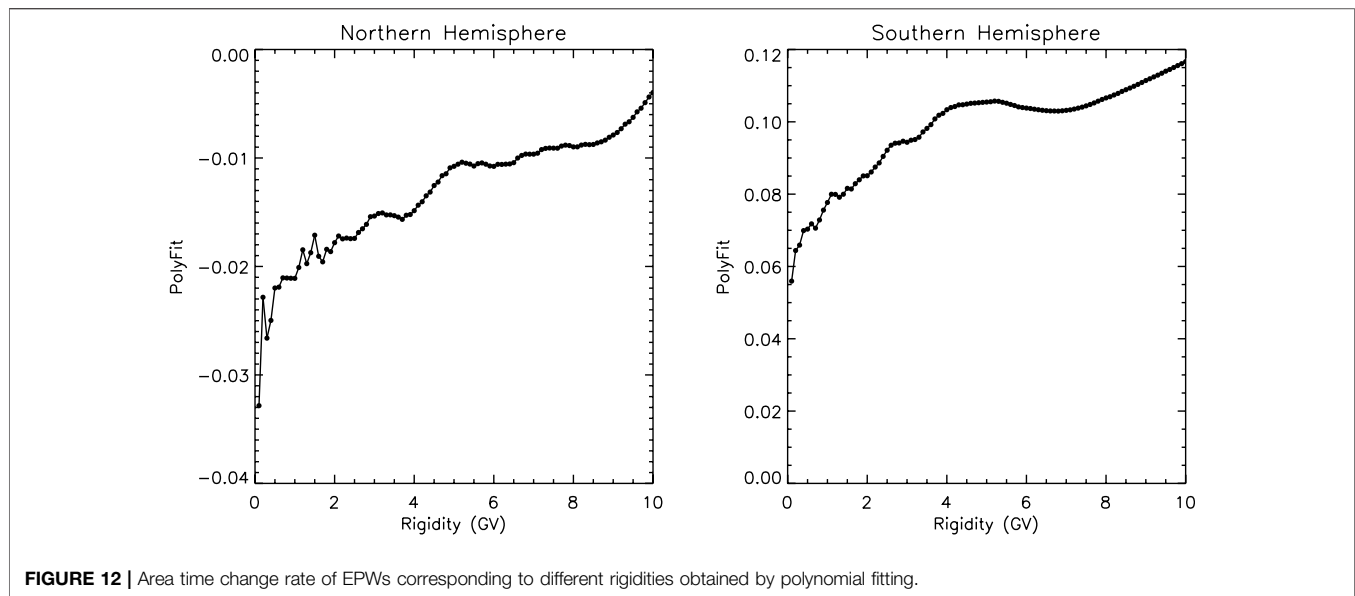 Northern Hemisphere
0.00
-0.01
-0.02
-0.03
-0.04
PolyFit
0 2 4 6 8 10
Rigidity (GV)
Southern Hemisphere
0.12
0.10
0.08
0.06
0.04
0.02
0.00
PolyFit
0 2 4 6 8 10
Rigidity (GV)
FIGURE 12 | Area time change rate of EPWs corresponding to different rigidities obtained by polynomial fitting.